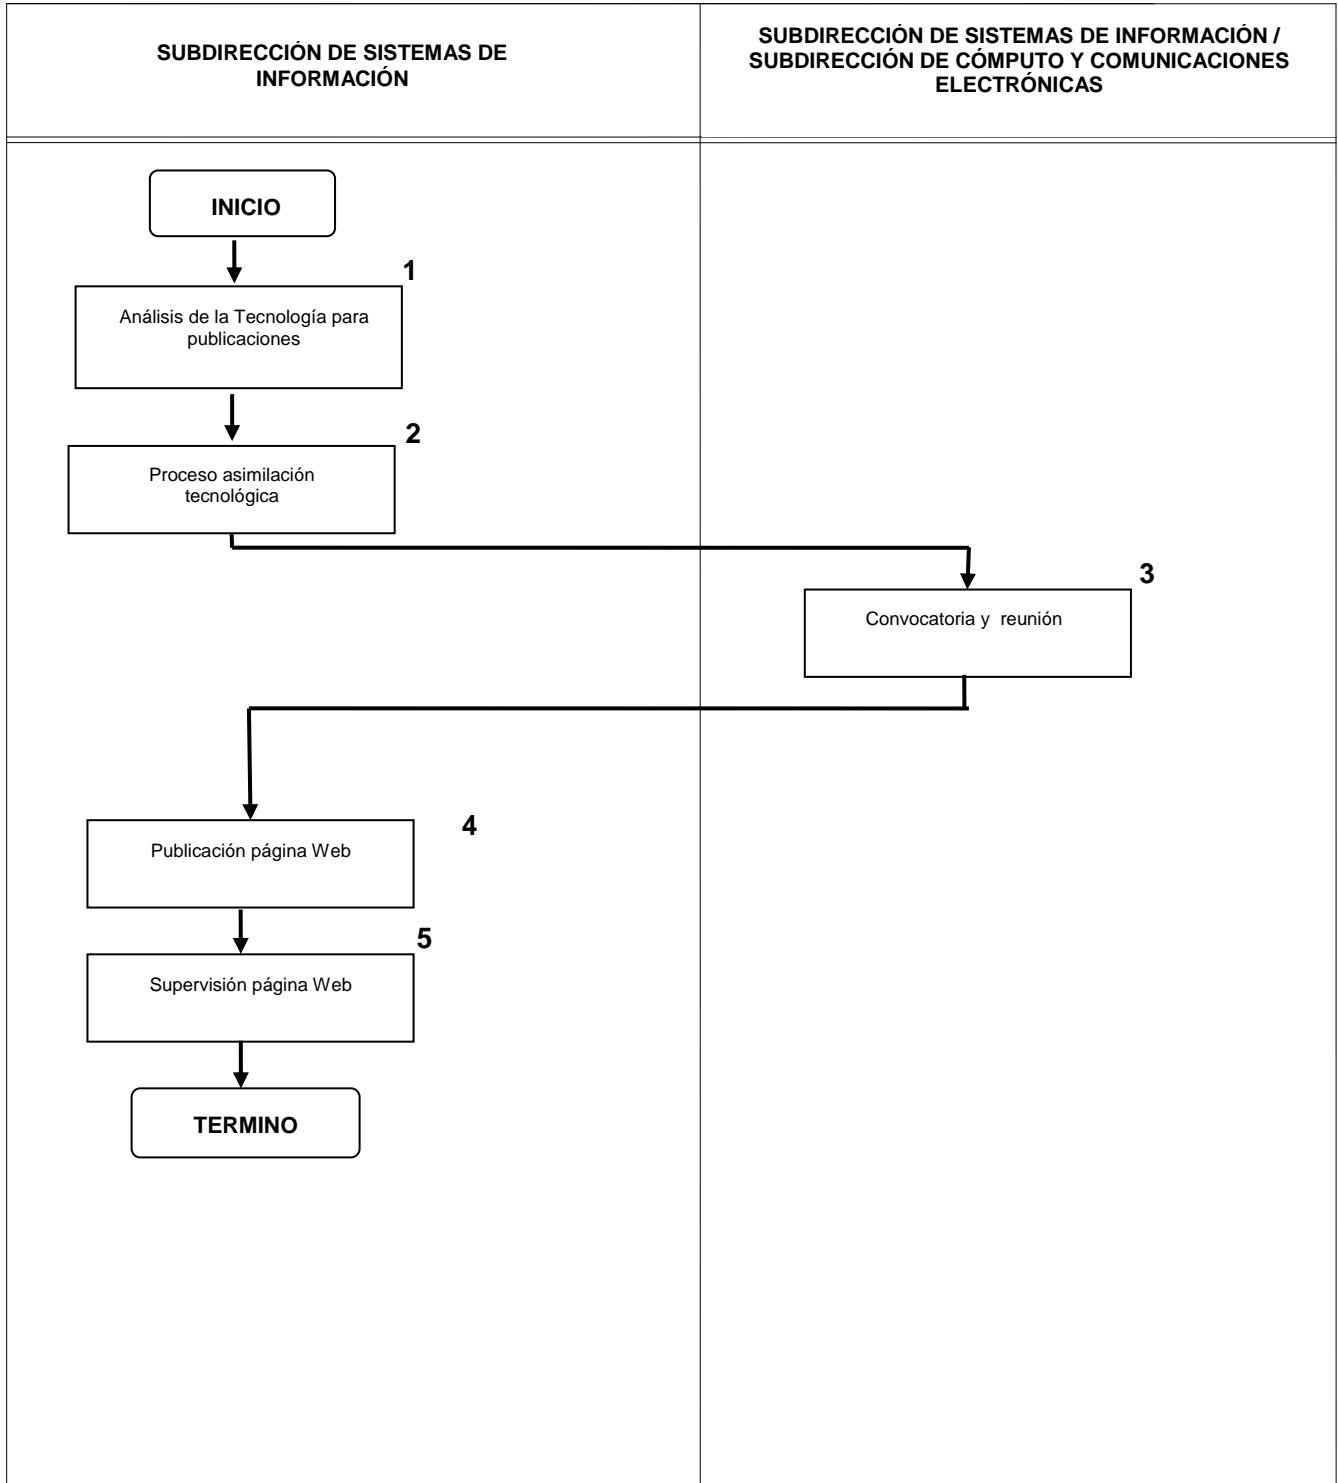 SUBDIRECCIÓN DE SISTEMAS DE
INFORMACIÓN
SUBDIRECCIÓN DE SISTEMAS DE INFORMACIÓN /
SUBDIRECCIÓN DE CÓMPUTO Y COMUNICACIONES
ELECTRÓNICAS
INICIO
1
Análisis de la Tecnología para
publicaciones
2
Proceso asimilación
tecnológica
3
Convocatoria y reunión
4
Publicación página Web
5
Supervisión página Web
TERMINO